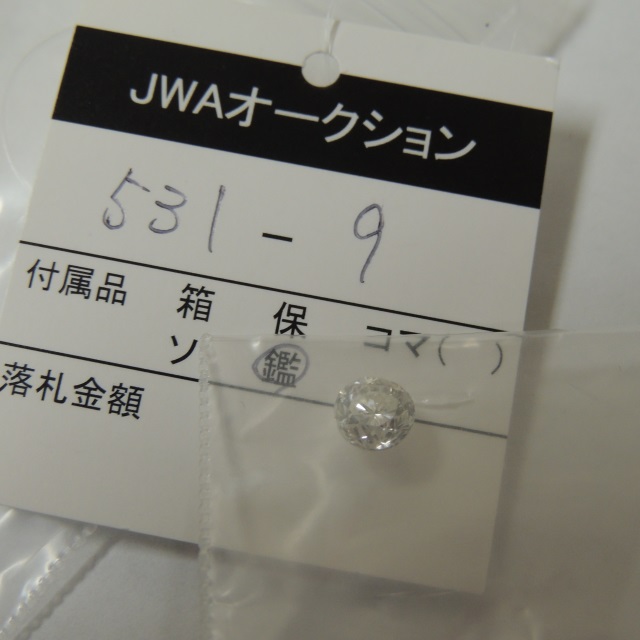 JWAオークション
531 - 9
付属品 箱 保
ソ 鑑 コマ( )
落札金額